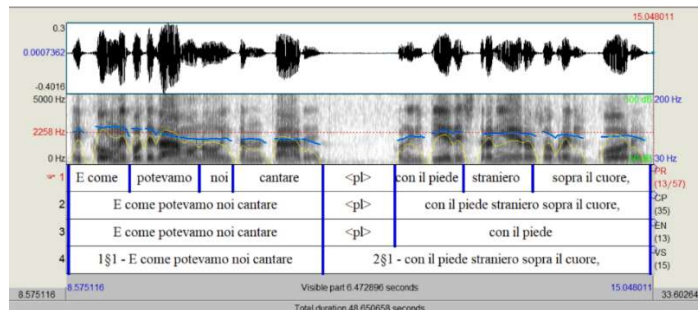 15.048011
0.3
0.0007362
-0.4016
5000 Hz
200 Hz
2258 Hz
0 Hz
30 Hz
1 E come potevamo noi cantare <pl> con il piede straniero sopra il cuore, PR (13/57)
2 E come potevamo noi cantare <pl> con il piede straniero sopra il cuore, CP (35)
3 E come potevamo noi cantare <pl> con il piede EN (13)
4 1§1 - E come potevamo noi cantare 2§1 - con il piede straniero sopra il cuore, VS (15)
8.575116 Visible part 6.472896 seconds 15.048011
8.575116 33.60264
Total duration 48.650658 seconds